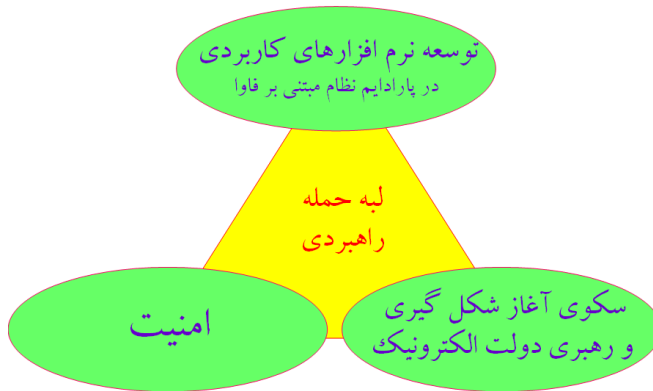 توسعه نرم افزارهای کاربردی
در پارادایم نظام مبتنی بر فاوا
لبه حمله
راهبردی
سکوی آغاز شکل گیری
و رهبری دولت الکترونیک
امنیت